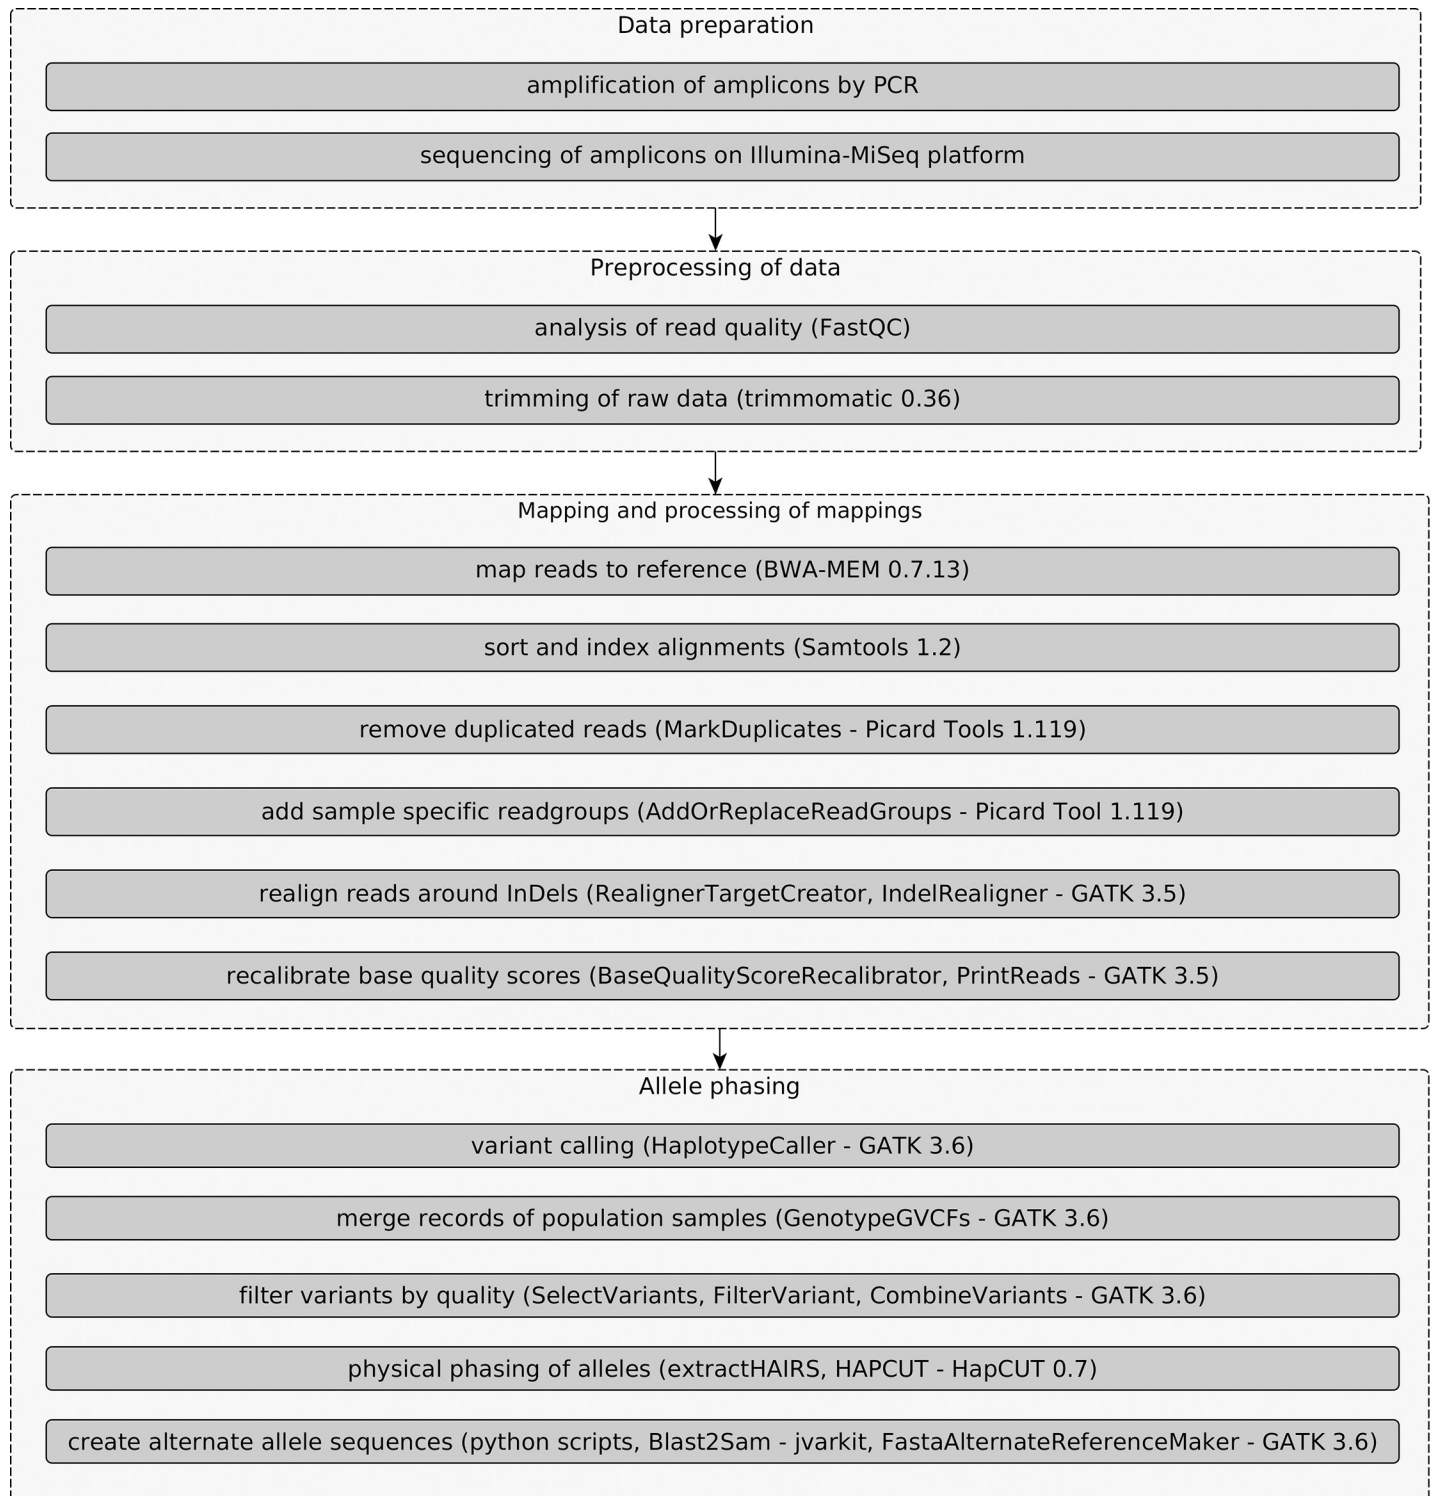 Data preparation
amplification of amplicons by PCR
sequencing of amplicons on Illumina-MiSeq platform
Preprocessing of data
analysis of read quality (FastQC)
trimming of raw data (trimmomatic 0.36)
Mapping and processing of mappings
map reads to reference (BWA-MEM 0.7.13)
sort and index alignments (Samtools 1.2)
remove duplicated reads (MarkDuplicates - Picard Tools 1.119)
add sample specific readgroups (AddOrReplaceReadGroups - Picard Tool 1.119)
realign reads around InDels (RealignerTargetCreator, IndelRealigner - GATK 3.5)
recalibrate base quality scores (BaseQualityScoreRecalibrator, PrintReads - GATK 3.5)
Allele phasing
variant calling (HaplotypeCaller - GATK 3.6)
merge records of population samples (GenotypeGVCFs - GATK 3.6)
filter variants by quality (SelectVariants, FilterVariant, CombineVariants - GATK 3.6)
physical phasing of alleles (extractHAIRS, HAPCUT - HapCUT 0.7)
create alternate allele sequences (python scripts, Blast2Sam - jvarkit, FastaAlternateReferenceMaker - GATK 3.6)